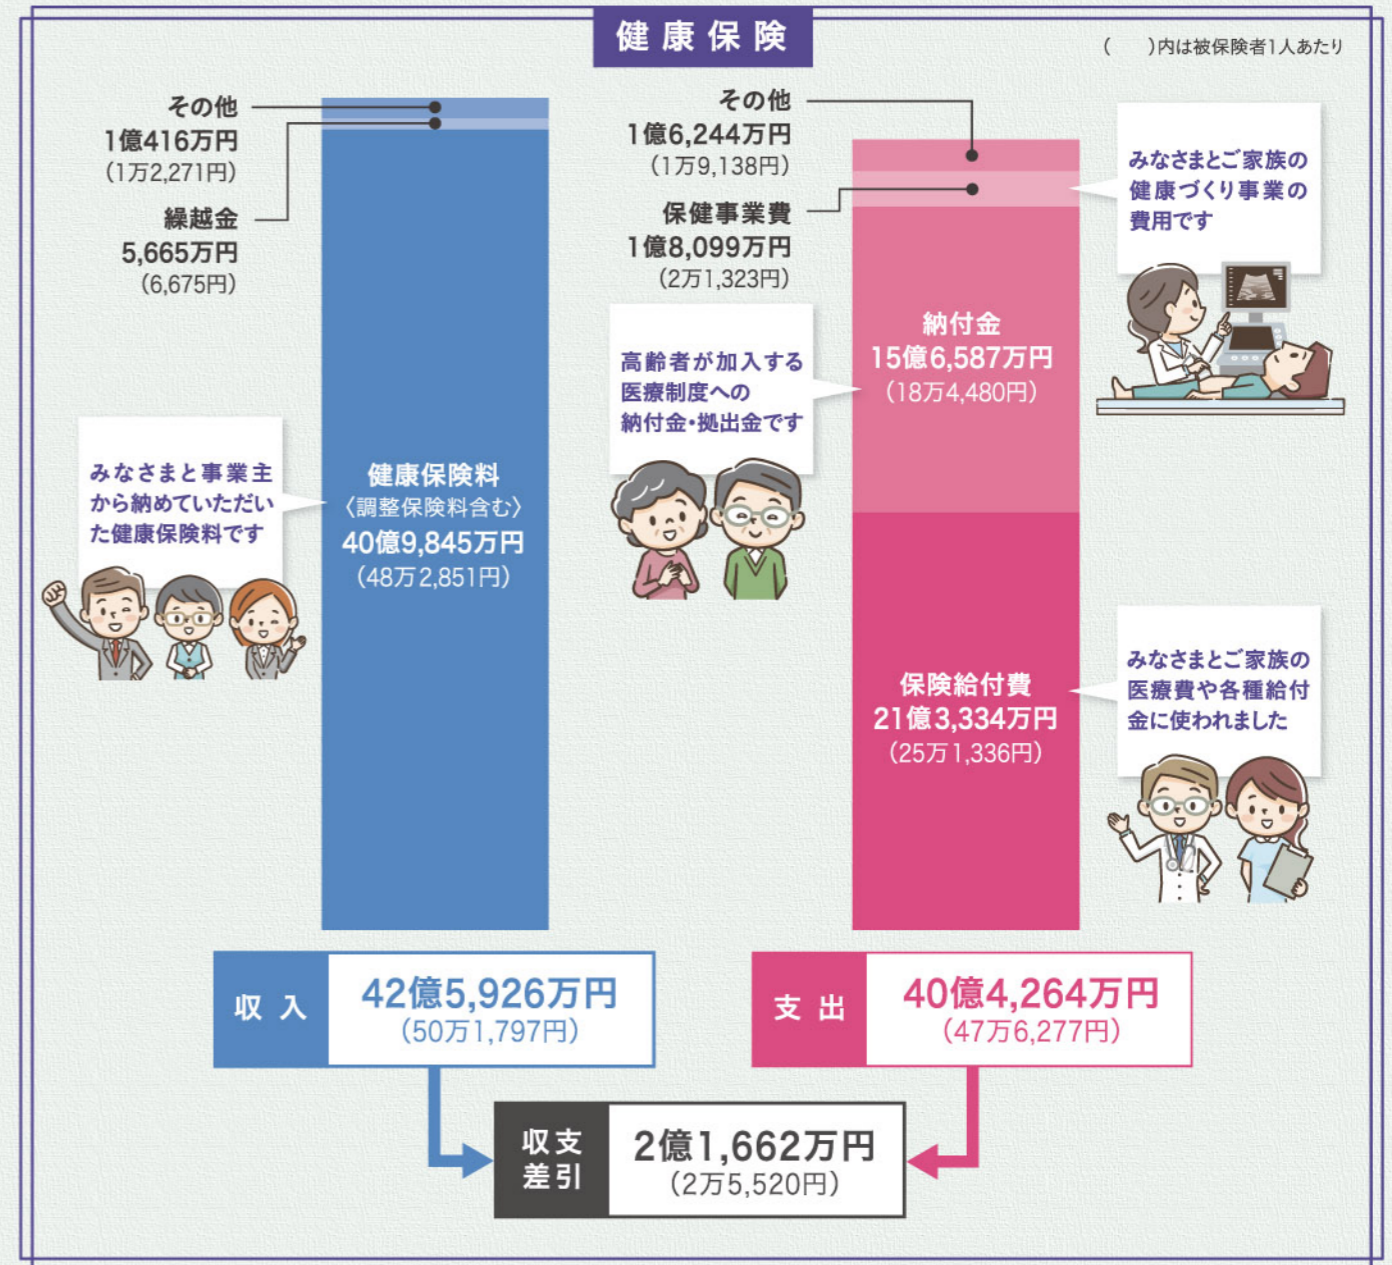 健康保険
(　　)内は被保険者1人あたり
その他
1億416万円
(1万2,271円)
繰越金
5,665万円
(6,675円)
みなさまと事業主
から納めていただい
た健康保険料です
健康保険料
〈調整保険料含む〉
40億9,845万円
(48万2,851円)
その他
1億6,244万円
(1万9,138円)
保健事業費
1億8,099万円
(2万1,323円)
みなさまとご家族の
健康づくり事業の
費用です
高齢者が加入する
医療制度への
納付金・拠出金です
納付金
15億6,587万円
(18万4,480円)
保険給付費
21億3,334万円
(25万1,336円)
みなさまとご家族の
医療費や各種給付
金に使われました
収入
42億5,926万円
(50万1,797円)
支出
40億4,264万円
(47万6,277円)
収支
差引
2億1,662万円
(2万5,520円)